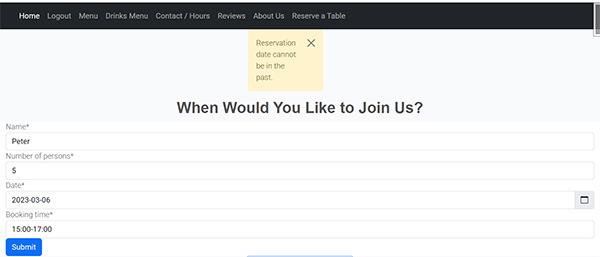 Home Logout Menu Drinks Menu Contact / Hours Reviews About Us Reserve a Table
Reservation
date cannot
be in the
past.
When Would You Like to Join Us?
Name*
Peter
Number of persons*
5
Date*
2023-03-06
Booking time*
15:00-17:00
Submit